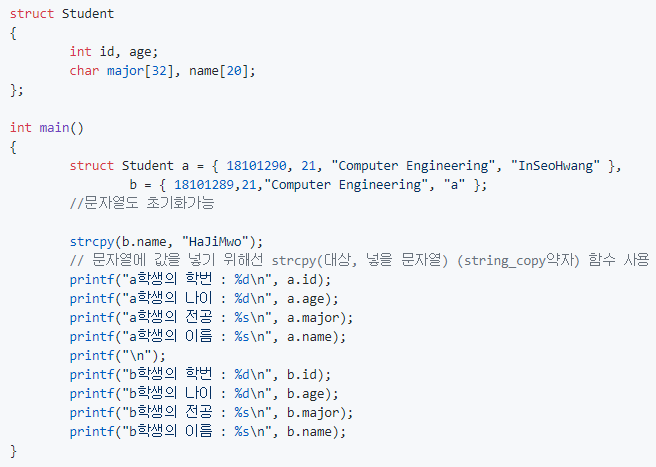 struct Student
{
int id, age;
char major[32], name[20];
};
int main()
{
struct Student a = { 18101290, 21, "Computer Engineering", "InSeoHwang" },
b = { 18101289,21,"Computer Engineering", "a" };
//문자열도 초기화가능
strcpy(b.name, "HaJiMwo");
// 문자열에 값을 넣기 위해선 strcpy(대상, 넣을 문자열) (string_copy약자) 함수 사용
printf("a학생의 학번 : %d\n", a.id);
printf("a학생의 나이 : %d\n", a.age);
printf("a학생의 전공 : %s\n", a.major);
printf("a학생의 이름 : %s\n", a.name);
printf("\n");
printf("b학생의 학번 : %d\n", b.id);
printf("b학생의 나이 : %d\n", b.age);
printf("b학생의 전공 : %s\n", b.major);
printf("b학생의 이름 : %s\n", b.name);
}